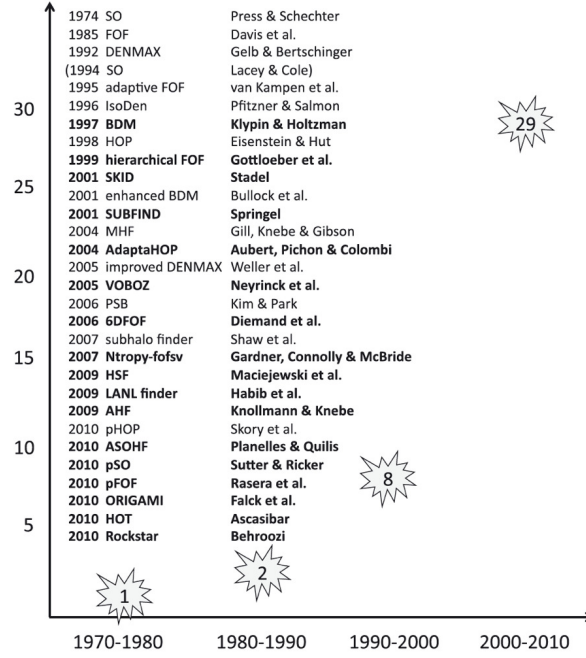 1974 SO Press & Schechter
1985 FOF Davis et al.
1992 DENMAX Gelb & Bertschinger
(1994 SO Lacey & Cole)
1995 adaptive FOF van Kampen et al.
1996 IsoDen Pfitzner & Salmon
1997 BDM Klypin & Holtzman
1998 HOP Eisenstein & Hut
1999 hierarchical FOF Gottloeber et al.
2001 SKID Stadel
2001 enhanced BDM Bullock et al.
2001 SUBFIND Springel
2004 MHF Gill, Knebe & Gibson
2004 AdaptaHOP Aubert, Pichon & Colombi
2005 improved DENMAX Weller et al.
2005 VOBOZ Neyrinck et al.
2006 PSB Kim & Park
2006 6DFOF Diemand et al.
2007 subhalo finder Shaw et al.
2007 Ntropy-fofsv Gardner, Connolly & McBride
2009 HSF Maciejewski et al.
2009 LANL finder Habib et al.
2009 AHF Knollmann & Knebe
2010 pHOP Skory et al.
2010 ASOHF Planelles & Quilis
2010 pSO Sutter & Ricker
2010 pFOF Rasera et al.
2010 ORIGAMI Falck et al.
2010 HOT Ascasibar
2010 Rockstar Behroozi
30
25
20
15
10
5
1
2
8
29
1970-1980 1980-1990 1990-2000 2000-2010